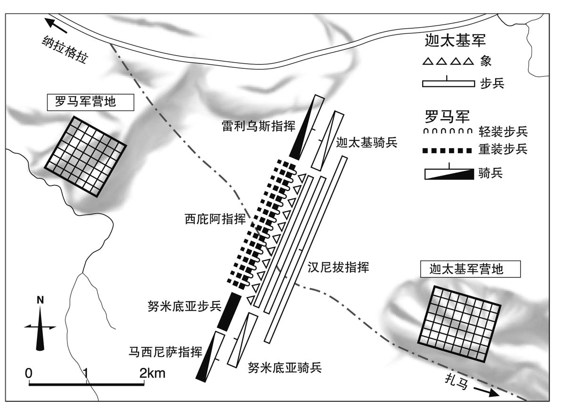 纳拉格拉
罗马军营地
雷利乌斯指挥
迦太基骑兵
西庇阿指挥
汉尼拔指挥
努米底亚步兵
马西尼萨指挥
努米底亚骑兵
迦太基军营地
扎马
迦太基军
象
步兵
罗马军
轻装步兵
重装步兵
骑兵
N
0 1 2km